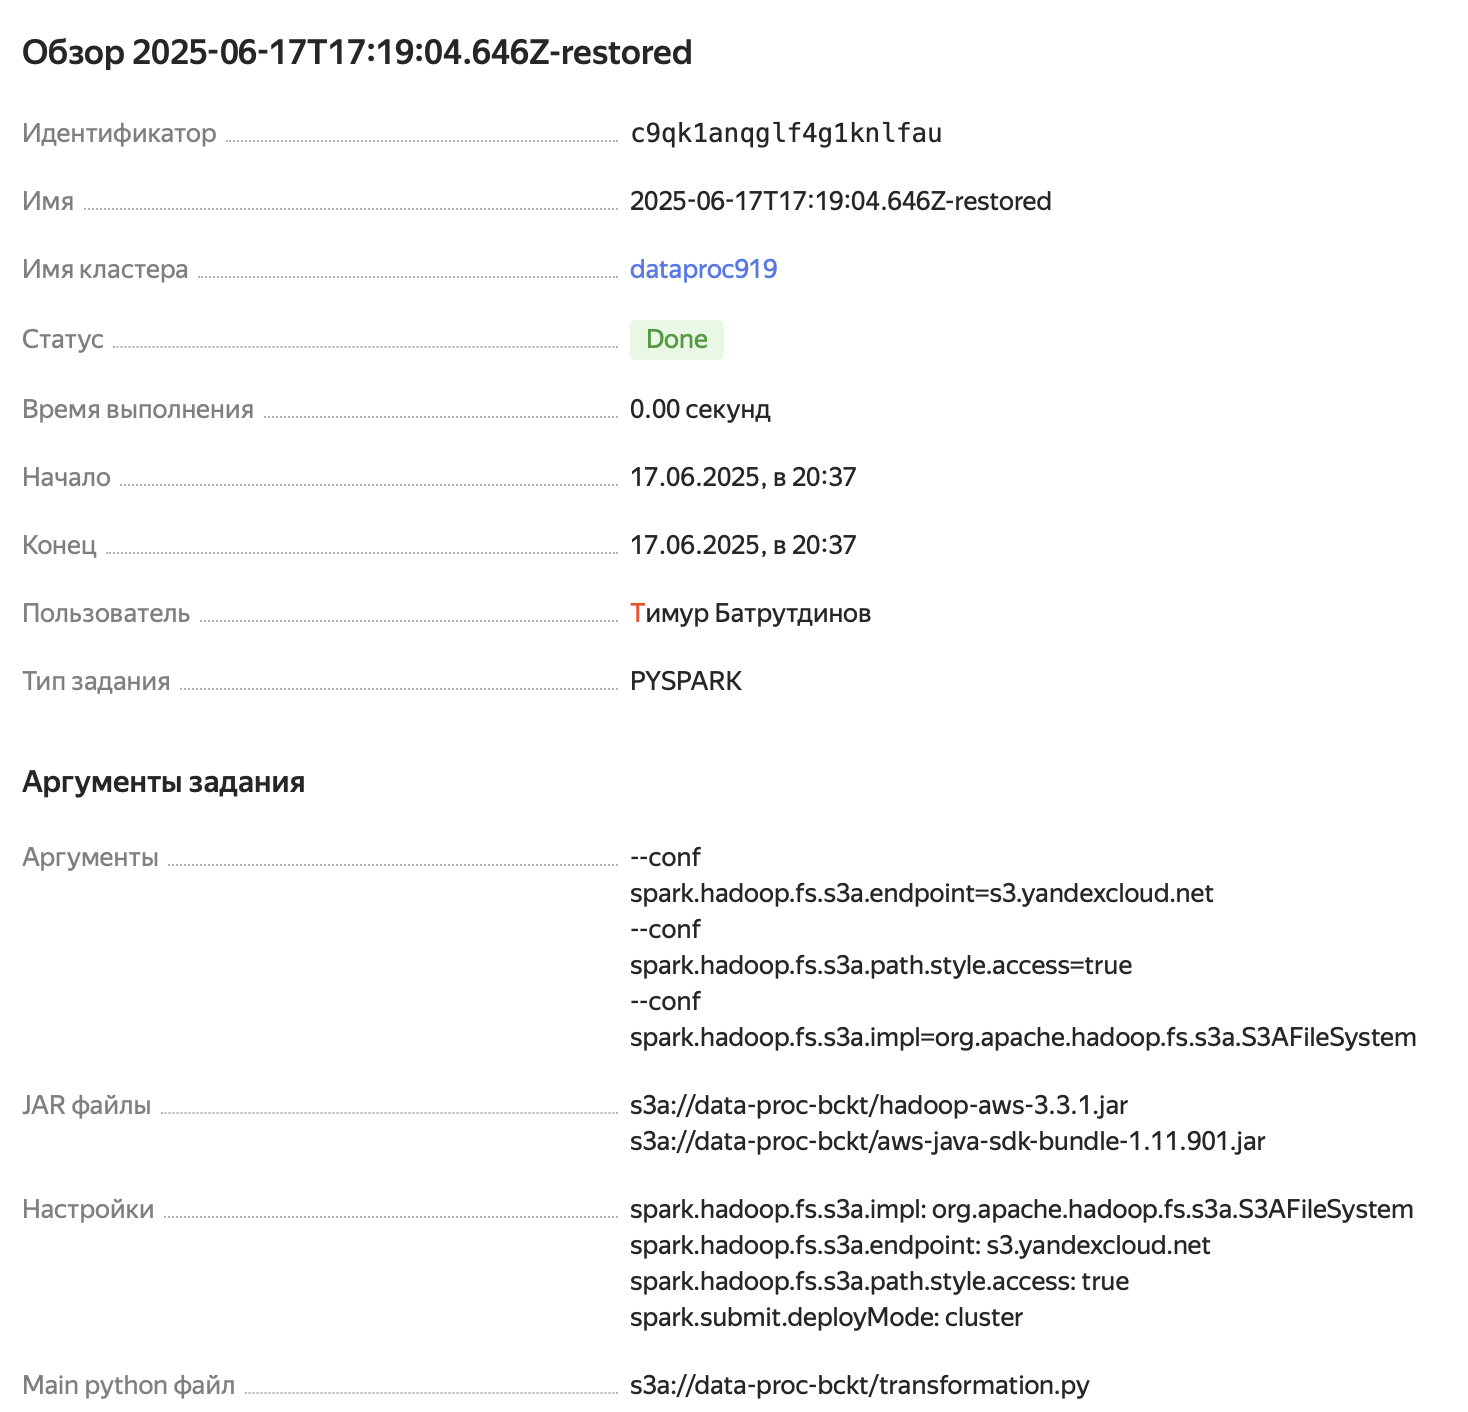 Обзор 2025-06-17T17:19:04.646Z-restored
Идентификатор c9qk1anqglf4g1knlfau
Имя 2025-06-17T17:19:04.646Z-restored
Имя кластера dataproc919
Статус Done
Время выполнения 0.00 секунд
Начало 17.06.2025, в 20:37
Конец 17.06.2025, в 20:37
Пользователь Тимур Батрутдинов
Тип задания PYSPARK
Аргументы задания
Аргументы --conf
spark.hadoop.fs.s3a.endpoint=s3.yandexcloud.net
--conf
spark.hadoop.fs.s3a.path.style.access=true
--conf
spark.hadoop.fs.s3a.impl=org.apache.hadoop.fs.s3a.S3AFileSystem
JAR файлы s3a://data-proc-bckt/hadoop-aws-3.3.1.jar
s3a://data-proc-bckt/aws-java-sdk-bundle-1.11.901.jar
Настройки spark.hadoop.fs.s3a.impl: org.apache.hadoop.fs.s3a.S3AFileSystem
spark.hadoop.fs.s3a.endpoint: s3.yandexcloud.net
spark.hadoop.fs.s3a.path.style.access: true
spark.submit.deployMode: cluster
Main python файл s3a://data-proc-bckt/transformation.py